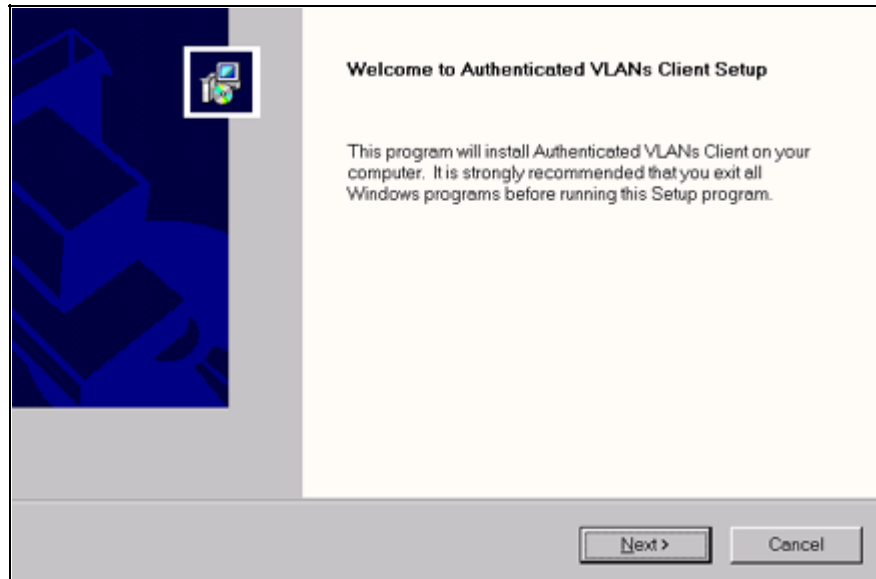 Welcome to Authenticated VLANs Client Setup
This program will install Authenticated VLANs Client on your
computer. It is strongly recommended that you exit all
Windows programs before running this Setup program.
Next >
Cancel